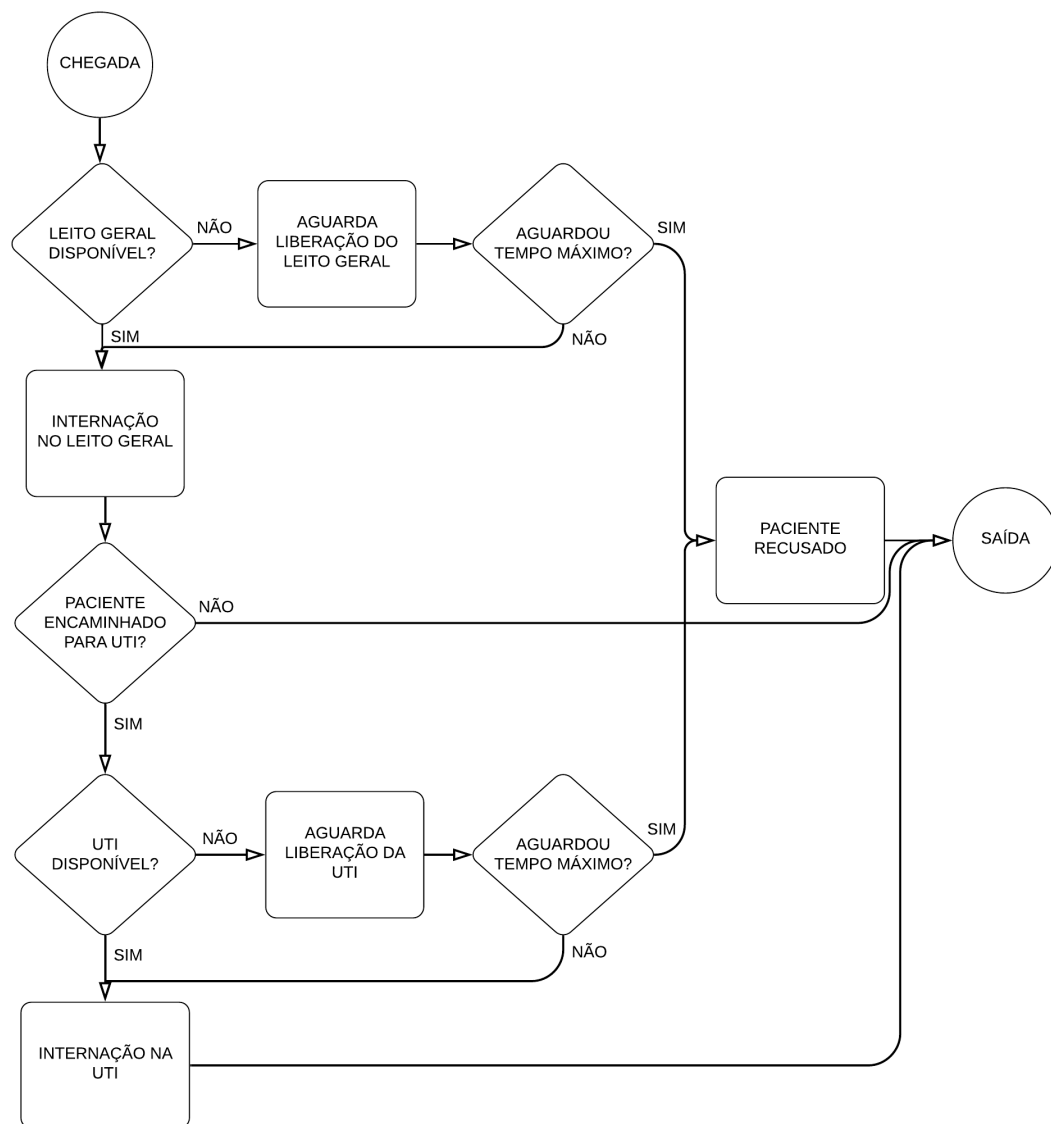 CHEGADA
LEITO GERAL
DISPONÍVEL?
NÃO
AGUARDA
LIBERAÇÃO DO
LEITO GERAL
AGUARDOU
TEMPO MÁXIMO?
SIM
SIM
NÃO
INTERNAÇÃO
NO LEITO GERAL
PACIENTE
RECUSADO
SAÍDA
PACIENTE
ENCAMINHADO
PARA UTI?
NÃO
SIM
UTI
DISPONÍVEL?
NÃO
AGUARDA
LIBERAÇÃO DA
UTI
AGUARDOU
TEMPO MÁXIMO?
SIM
SIM
NÃO
INTERNAÇÃO NA
UTI